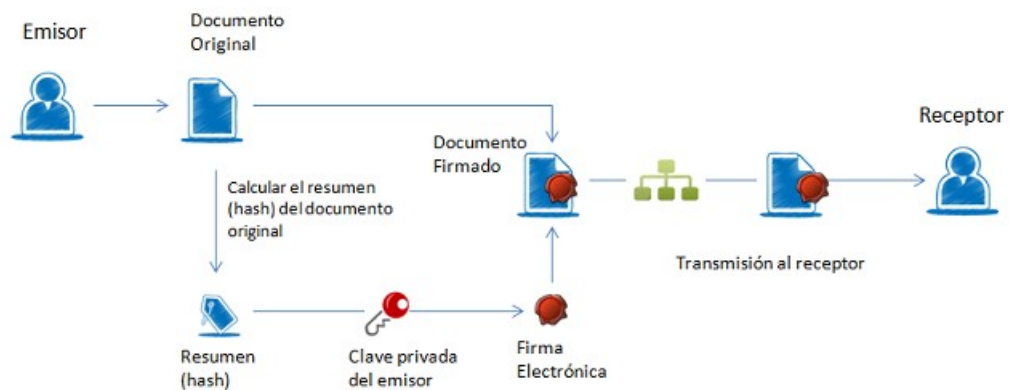 Emisor
Documento
Original
Receptor
Documento
Firmado
Calcular el resumen
(hash) del documento
original
Transmisión al receptor
Resumen
(hash)
Clave privada
del emisor
Firma
Electrónica